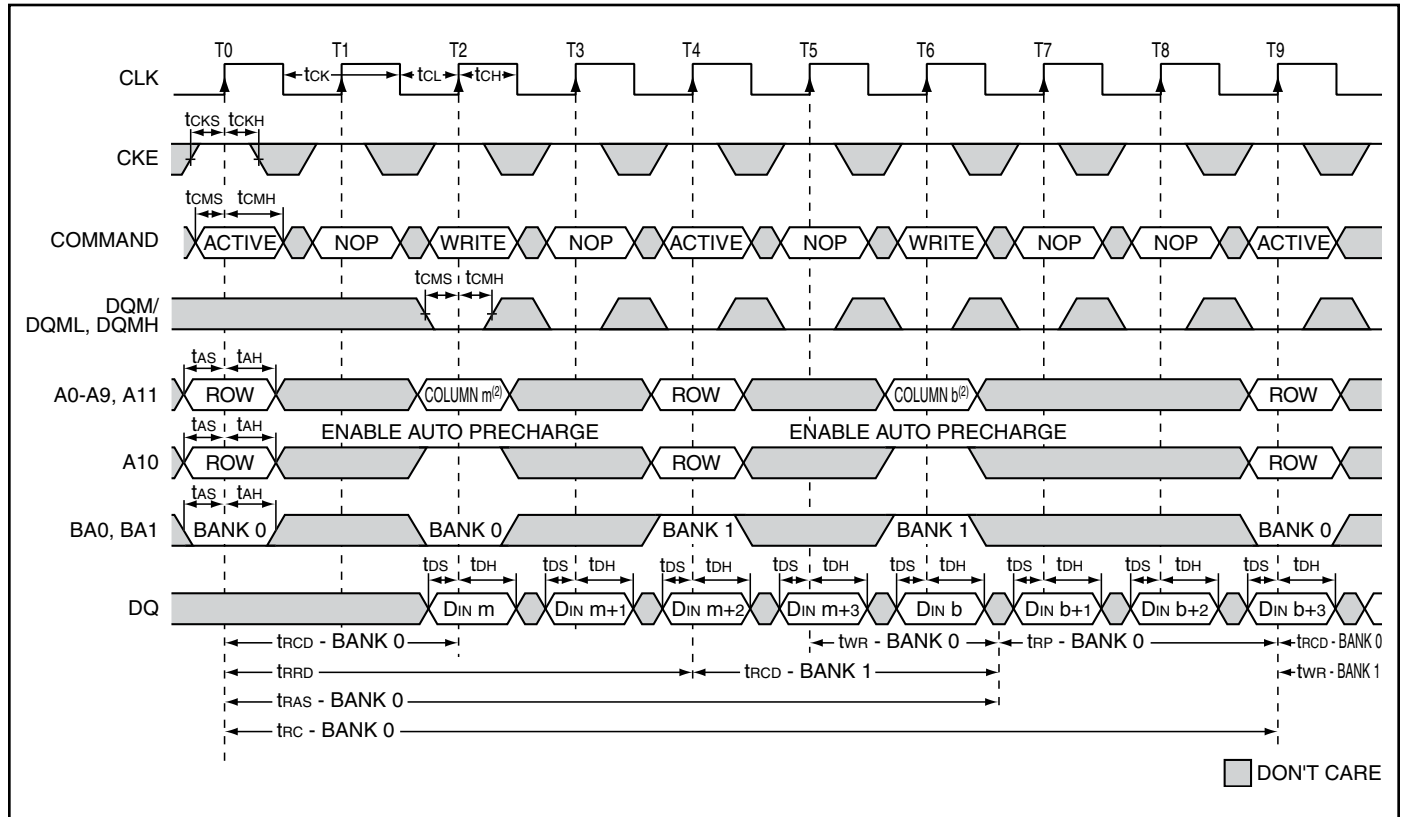 T0 T1 T2 T3 T4 T5 T6 T7 T8 T9
CLK tCK tCL tCH
tCKS tCKH
CKE
tCMS tCMH
COMMAND ACTIVE NOP WRITE NOP ACTIVE NOP WRITE NOP NOP ACTIVE
tCMS tCMH
DQM/
DQML, DQMH
tAS tAH
A0-A9, A11 ROW COLUMN m(2) ROW COLUMN b(2) ROW
tAS tAH ENABLE AUTO PRECHARGE ENABLE AUTO PRECHARGE
A10 ROW ROW ROW
tAS tAH
BA0, BA1 BANK 0 BANK 0 BANK 1 BANK 1 BANK 0
tDS tDH tDS tDH tDS tDH tDS tDH tDS tDH tDS tDH tDS tDH tDS tDH
DQ DIN m DIN m+1 DIN m+2 DIN m+3 DIN b DIN b+1 DIN b+2 DIN b+3
tRCD - BANK 0 tWR - BANK 0 tRP - BANK 0 tRCD - BANK 0
tRRD tRCD - BANK 1 tWR - BANK 1
tRAS - BANK 0
tRC - BANK 0
DON'T CARE